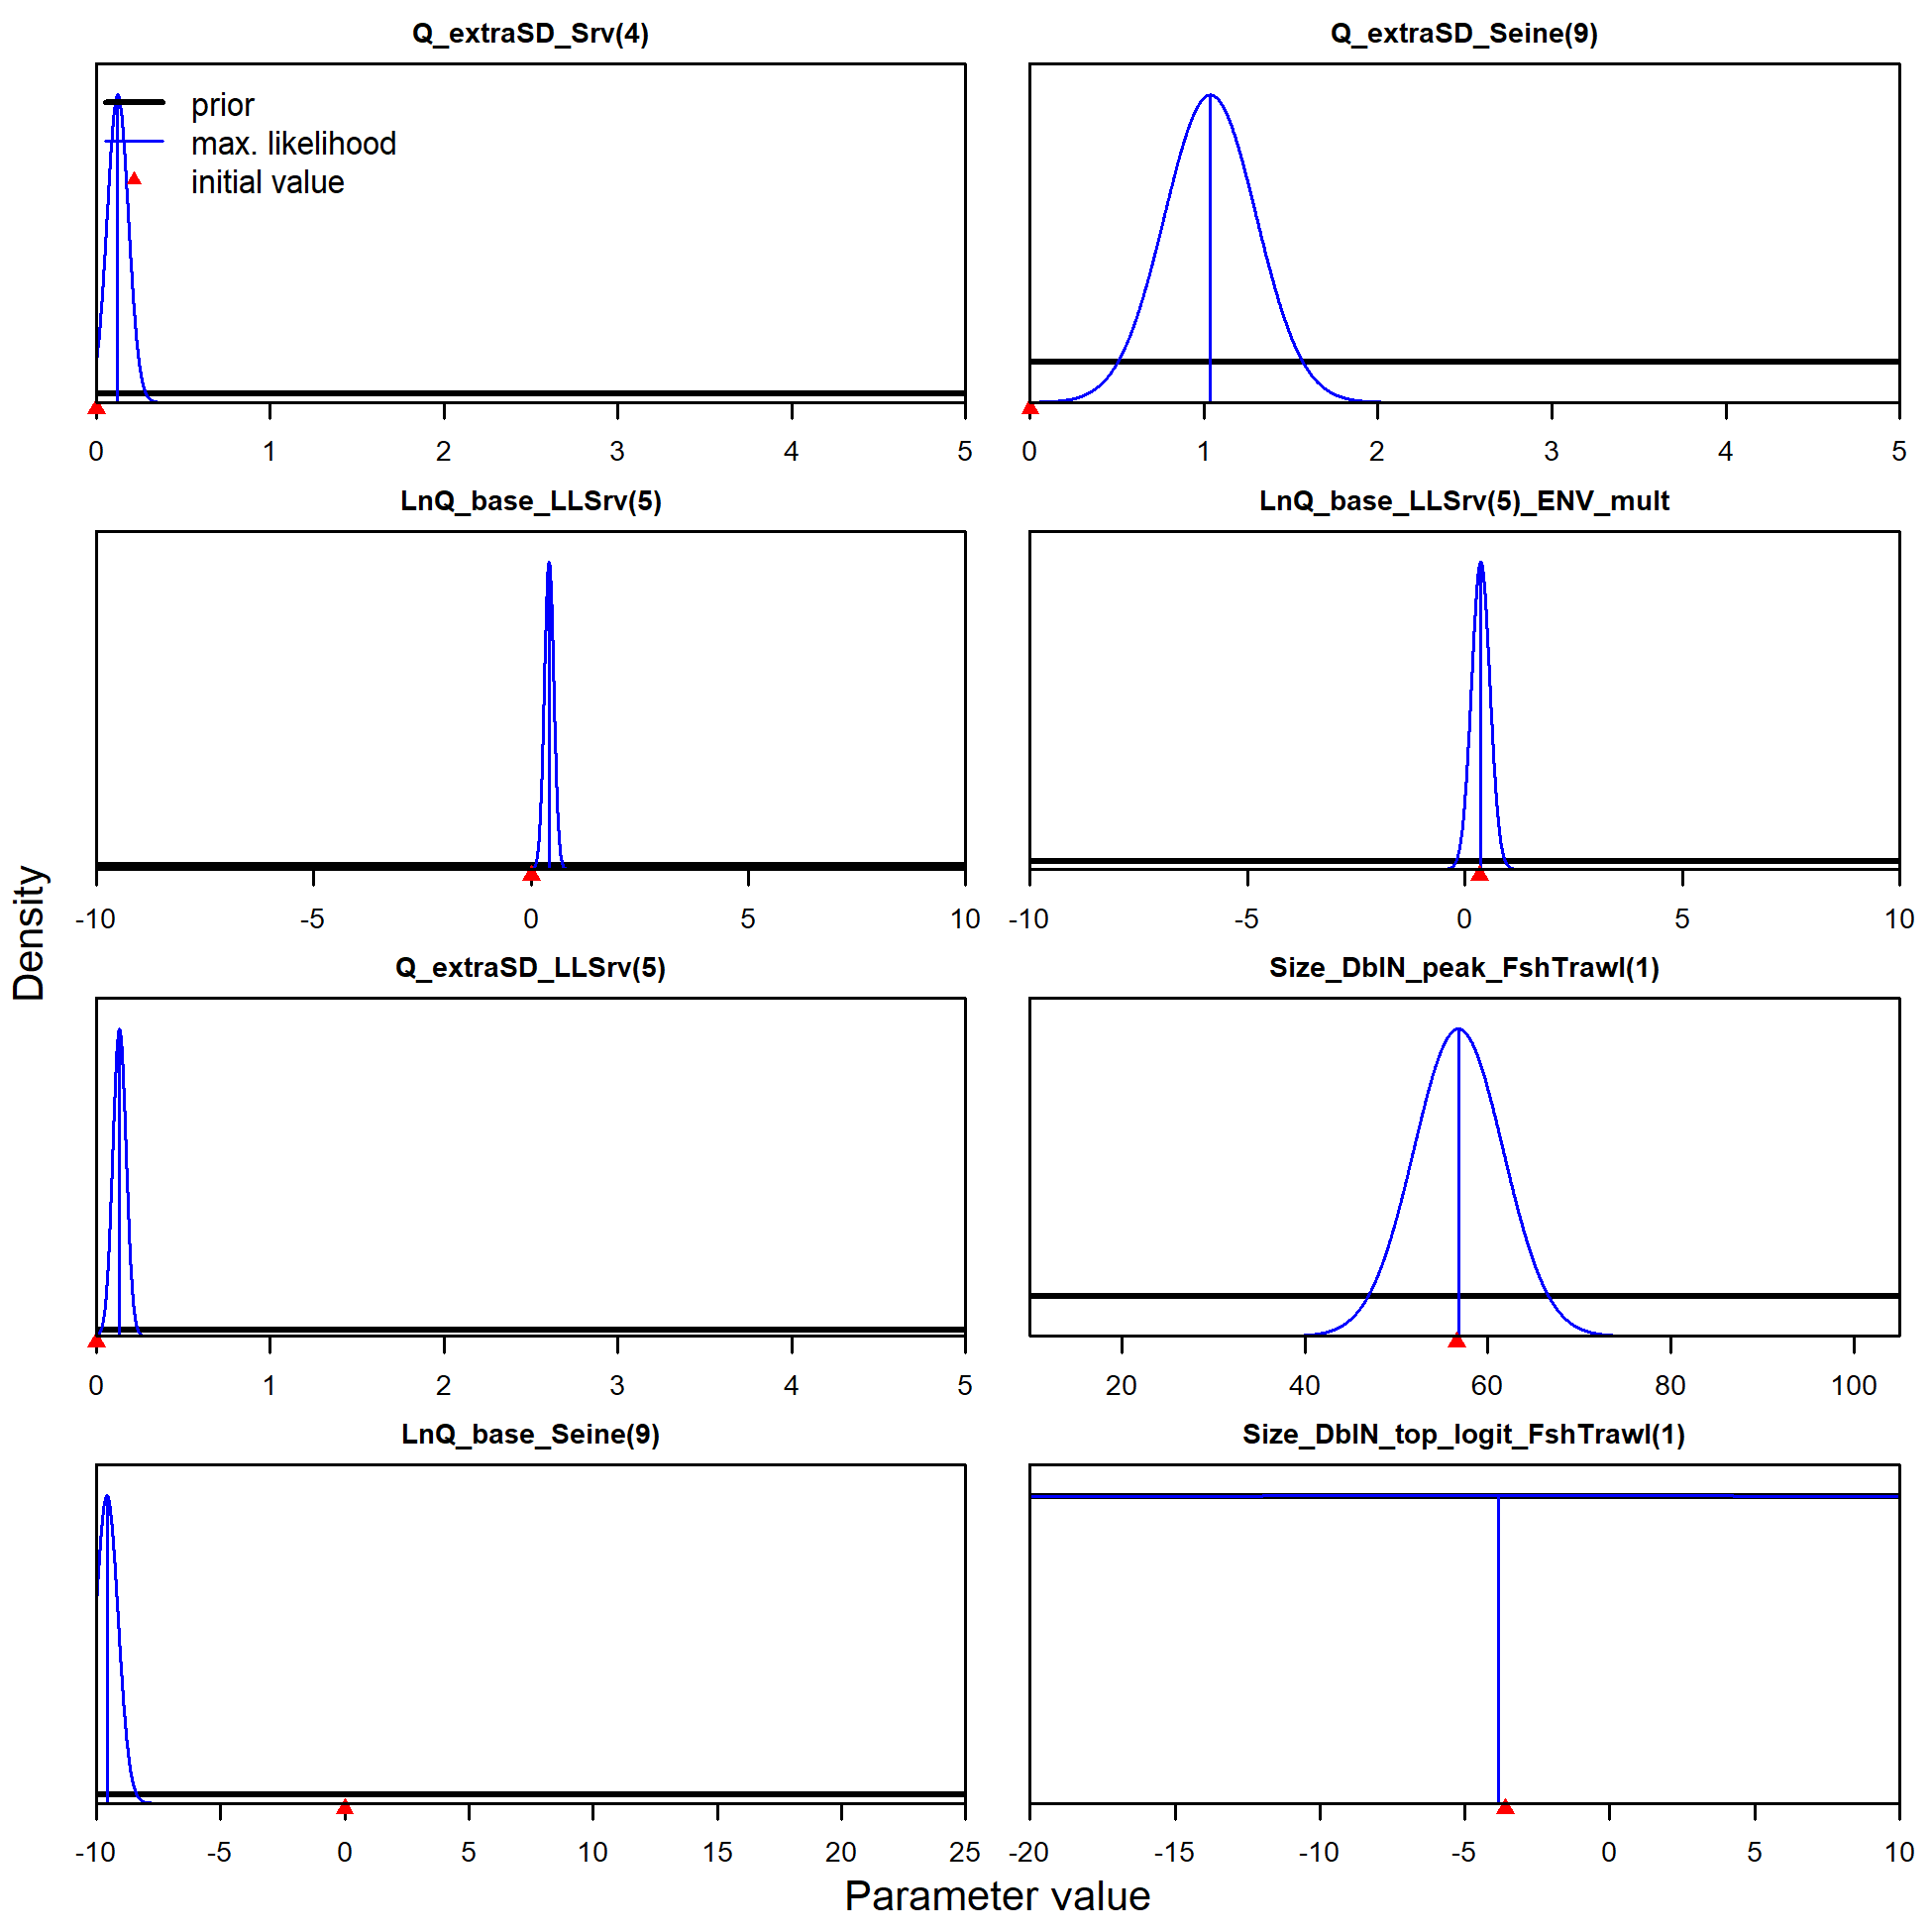 Q_extraSD_Srv(4)
prior
max. likelihood
initial value
0 1 2 3 4 5
Q_extraSD_Seine(9)
0 1 2 3 4 5
LnQ_base_LLSrv(5)
-10 -5 0 5 10
LnQ_base_LLSrv(5)_ENV_mult
-10 -5 0 5 10
Q_extraSD_LLSrv(5)
0 1 2 3 4 5
Size_DblN_peak_FshTrawl(1)
20 40 60 80 100
LnQ_base_Seine(9)
-10 -5 0 5 10 15 20 25
Size_DblN_top_logit_FshTrawl(1)
-20 -15 -10 -5 0 5 10
Density
Parameter value